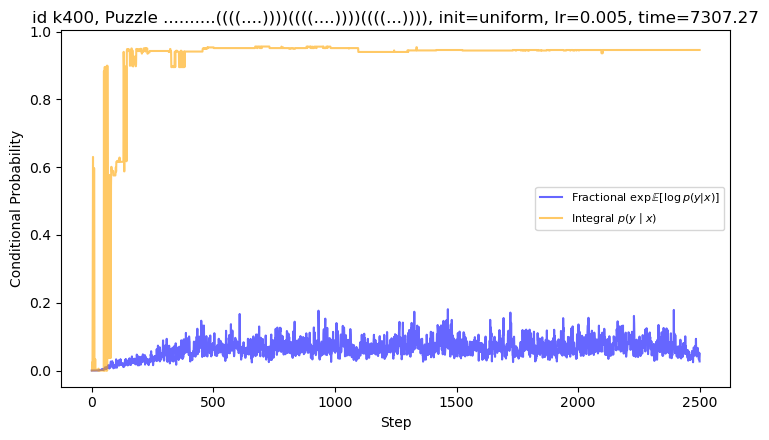 id k400, Puzzle ..........((((....))))((((....))))((((...)))), init=uniform, lr=0.005, time=7307.27
1.0
0.8
0.6
0.4
0.2
0.0
Conditional Probability
Fractional exp𝔼[log p(y|x)]
Integral p(y | x)
0
500
1000
1500
2000
2500
Step